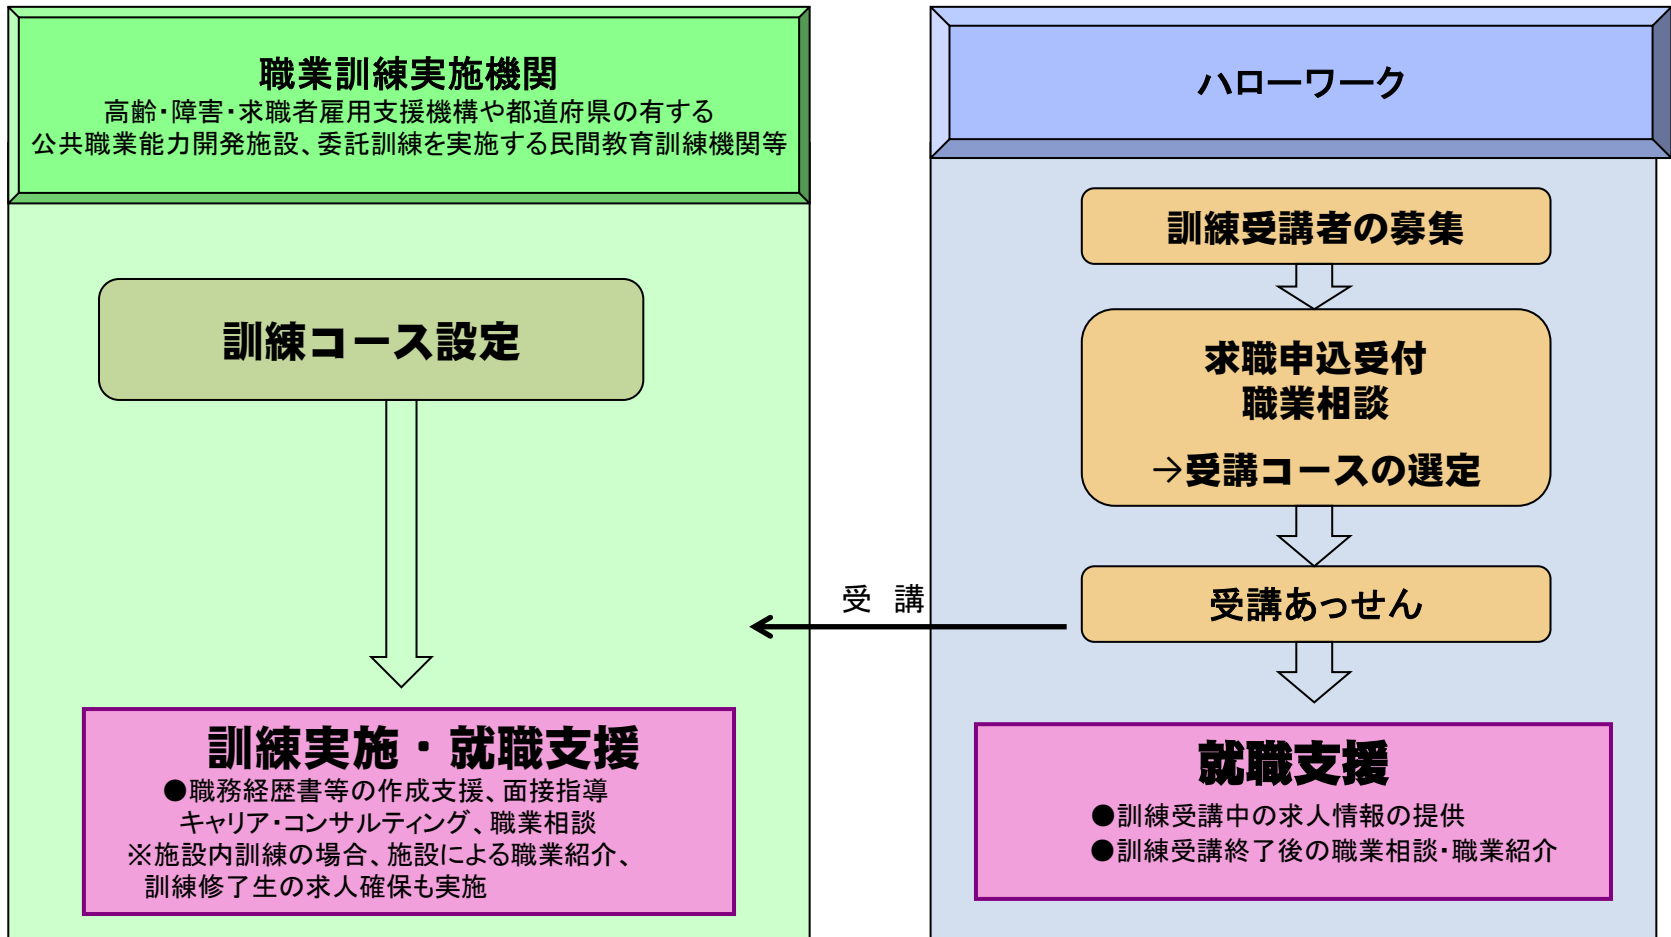 職業訓練実施機関
高齢・障害・求職者雇用支援機構や都道府県の有する
公共職業能力開発施設、委託訓練を実施する民間教育訓練機関等
訓練コース設定
訓練実施・就職支援
●職務経歴書等の作成支援、面接指導
キャリア・コンサルティング、職業相談
※施設内訓練の場合、施設による職業紹介、
訓練修了生の求人確保も実施
受　講
ハローワーク
訓練受講者の募集
求職申込受付
職業相談
→受講コースの選定
受講あっせん
就職支援
●訓練受講中の求人情報の提供
●訓練受講終了後の職業相談・職業紹介